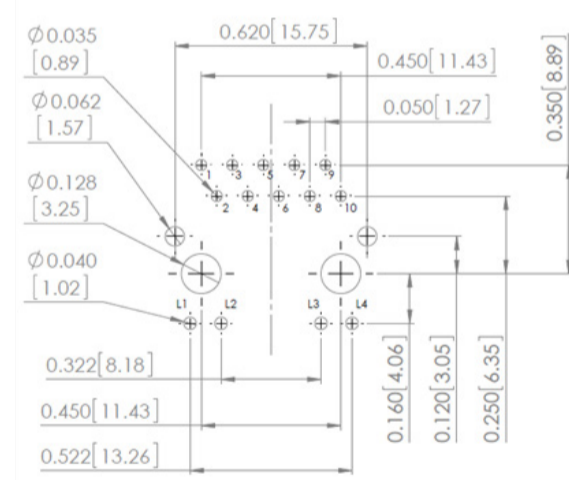 Ø0.035
[0.89]
0.620[15.75]
0.450[11.43]
0.350[8.89]
Ø0.062
[1.57]
0.050[1.27]
1 3 5 7 9
Ø0.128
[3.25]
2 4 6 8 10
Ø0.040
[1.02]
L1 L2 L3 L4
0.322[8.18]
0.160[4.06]
0.120[3.05]
0.250[6.35]
0.450[11.43]
0.522[13.26]